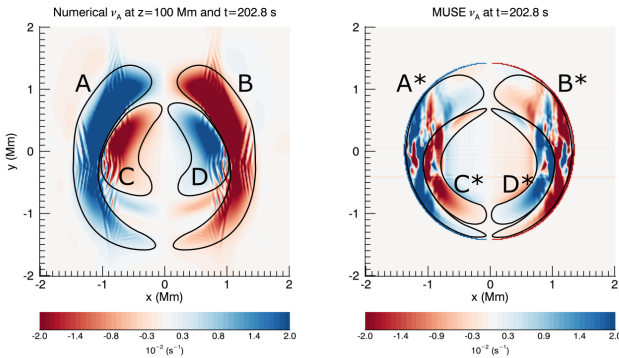 Numerical ν_A at z=100 Mm and t=202.8 s
2
1
0
-1
-2
y (Mm)
A
B
C
D
-2
-1
0
1
2
x (Mm)
-2.0
-1.4
-0.9
-0.3
0.3
0.9
1.4
2.0
10⁻² (s⁻¹)
MUSE ν_A at t=202.8 s
2
1
0
-1
-2
A*
B*
C*
D*
-2
-1
0
1
2
x (Mm)
-2.0
-1.4
-0.9
-0.3
0.3
0.9
1.4
2.0
10⁻² (s⁻¹)